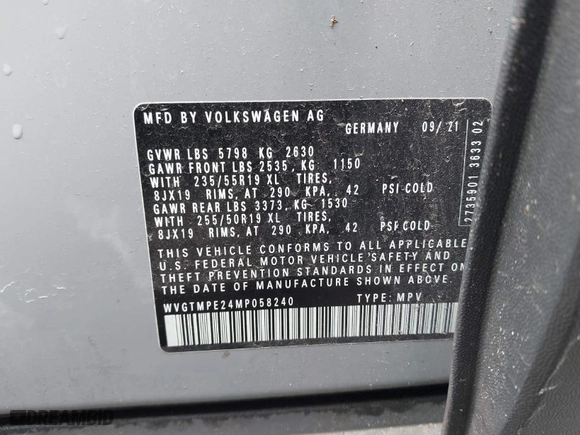 MFD BY VOLKSWAGEN AG
GERMANY 09/21
GVWR LBS 5798 KG 2630
GAWR FRONT LBS 2535, KG 1150
WITH 235/55R19 XL TIRES,
8JX19 RIMS, AT 290 KPA, 42 PSI COLD
GAWR REAR LBS 3373, KG 1530
WITH 255/50R19 XL TIRES,
8JX19 RIMS, AT 290 KPA, 42 PSI COLD
THIS VEHICLE CONFORMS TO ALL APPLICABLE
U.S. FEDERAL MOTOR VEHICLE SAFETY AND
THEFT PREVENTION STANDARDS IN EFFECT ON
DATE OF MANUFACTURE SHOWN ABOVE.
WVGTMPE24MP058240 TYPE: MPV
2735901 3633 02
DREAMBID